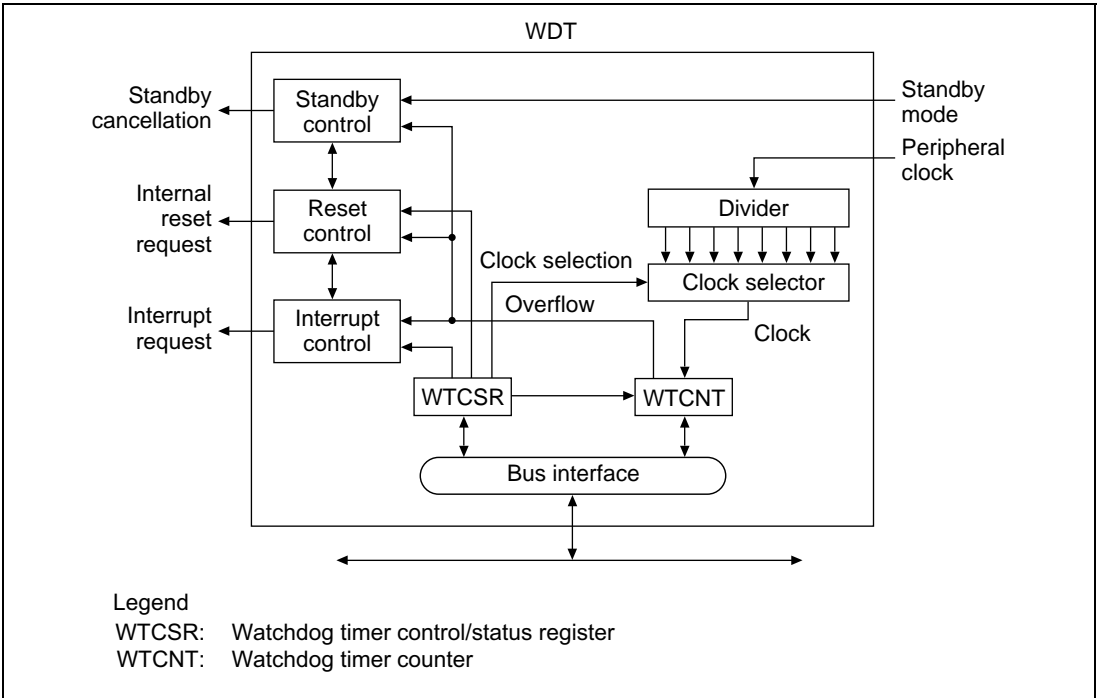 WDT
Standby
cancellation
Standby
control
Standby
mode
Peripheral
clock
Internal
reset
request
Reset
control
Divider
Clock selection
Clock selector
Overflow
Interrupt
request
Interrupt
control
Clock
WTCSR
WTCNT
Bus interface
Legend
WTCSR: Watchdog timer control/status register
WTCNT: Watchdog timer counter